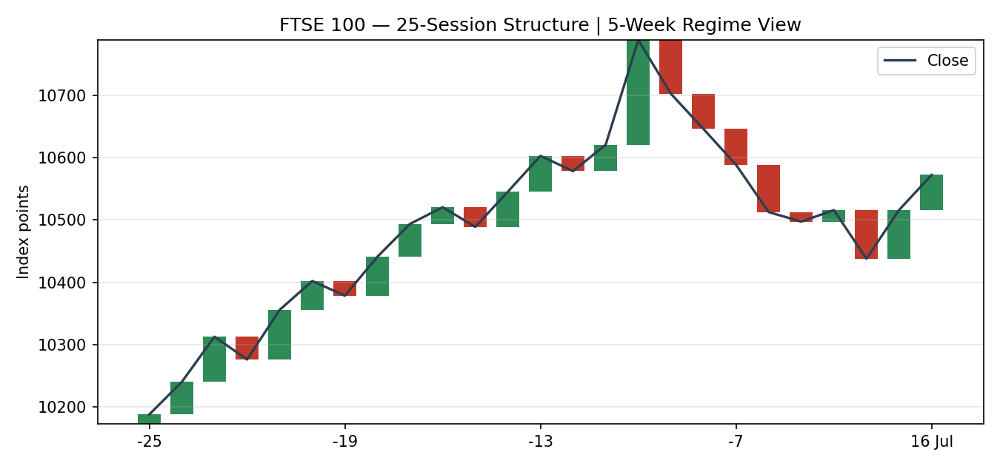 FTSE 100 — 25-Session Structure | 5-Week Regime View
Close
Index points
10700
10600
10500
10400
10300
10200
-25
-19
-13
-7
16 Jul